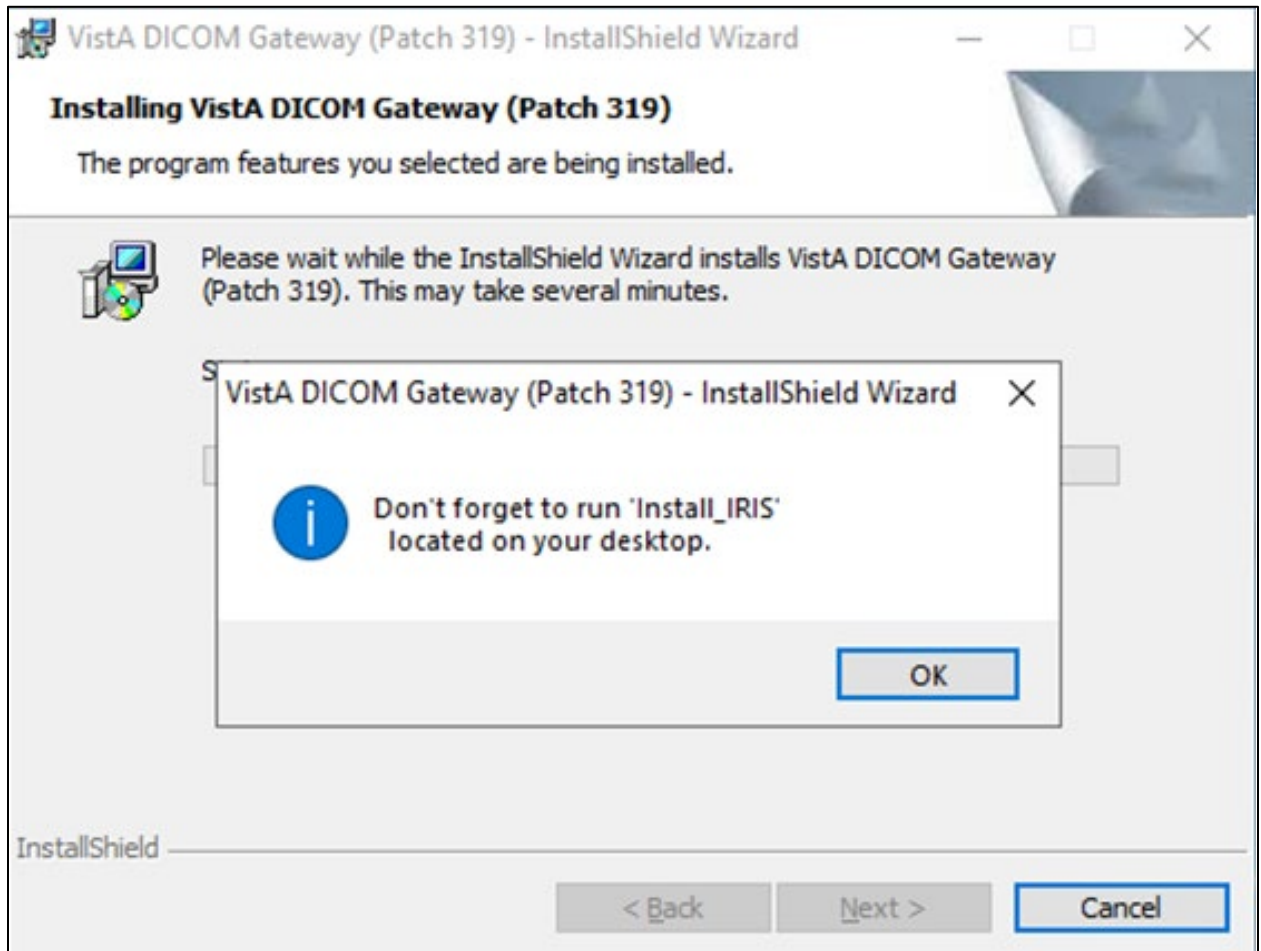 VistA DICOM Gateway (Patch 319) - InstallShield Wizard
Installing VistA DICOM Gateway (Patch 319)
The program features you selected are being installed.
Please wait while the InstallShield Wizard installs VistA DICOM Gateway
(Patch 319). This may take several minutes.
VistA DICOM Gateway (Patch 319) - InstallShield Wizard
Don't forget to run 'Install_IRIS'
located on your desktop.
OK
InstallShield
< Back
Next >
Cancel